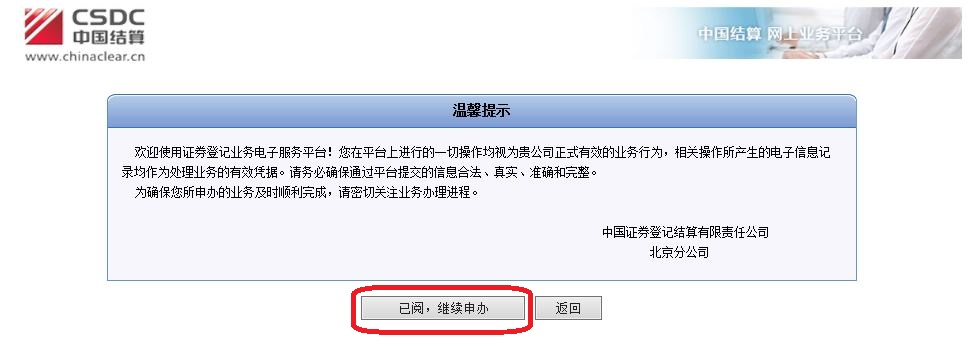 CSDC
中国结算
www.chinaclear.cn
中国结算 网上业务平台
温馨提示
欢迎使用证券登记业务电子服务平台！您在平台上进行的一切操作均视为贵公司正式有效的业务行为，相关操作所产生的电子信息记
录均作为处理业务的有效凭据。请务必确保通过平台提交的信息合法、真实、准确和完整。
为确保您所申办的业务及时顺利完成，请密切关注业务办理进程。
中国证券登记结算有限责任公司
北京分公司
已阅，继续申办
返回